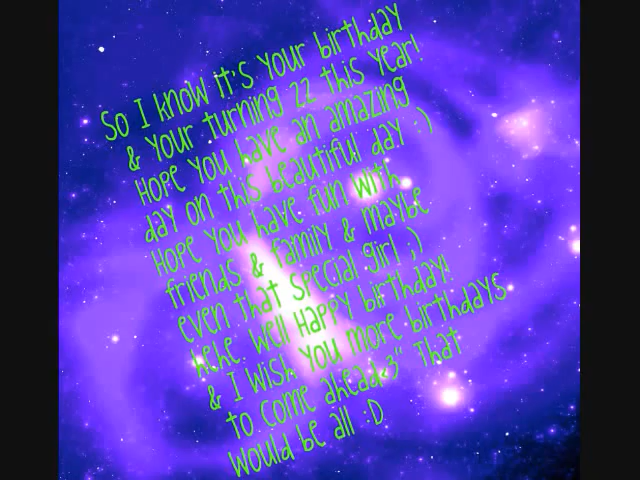 So I know it's your birthday
& your turning 22 this year!
Hope you have an amazing
day on this beautiful day :)
Hope you have fun with
friends & family & maybe
even that special girl ;)
hehe. well Happy birthday!
& I wish you more birthdays
to come ahead<3" That
would be all :D